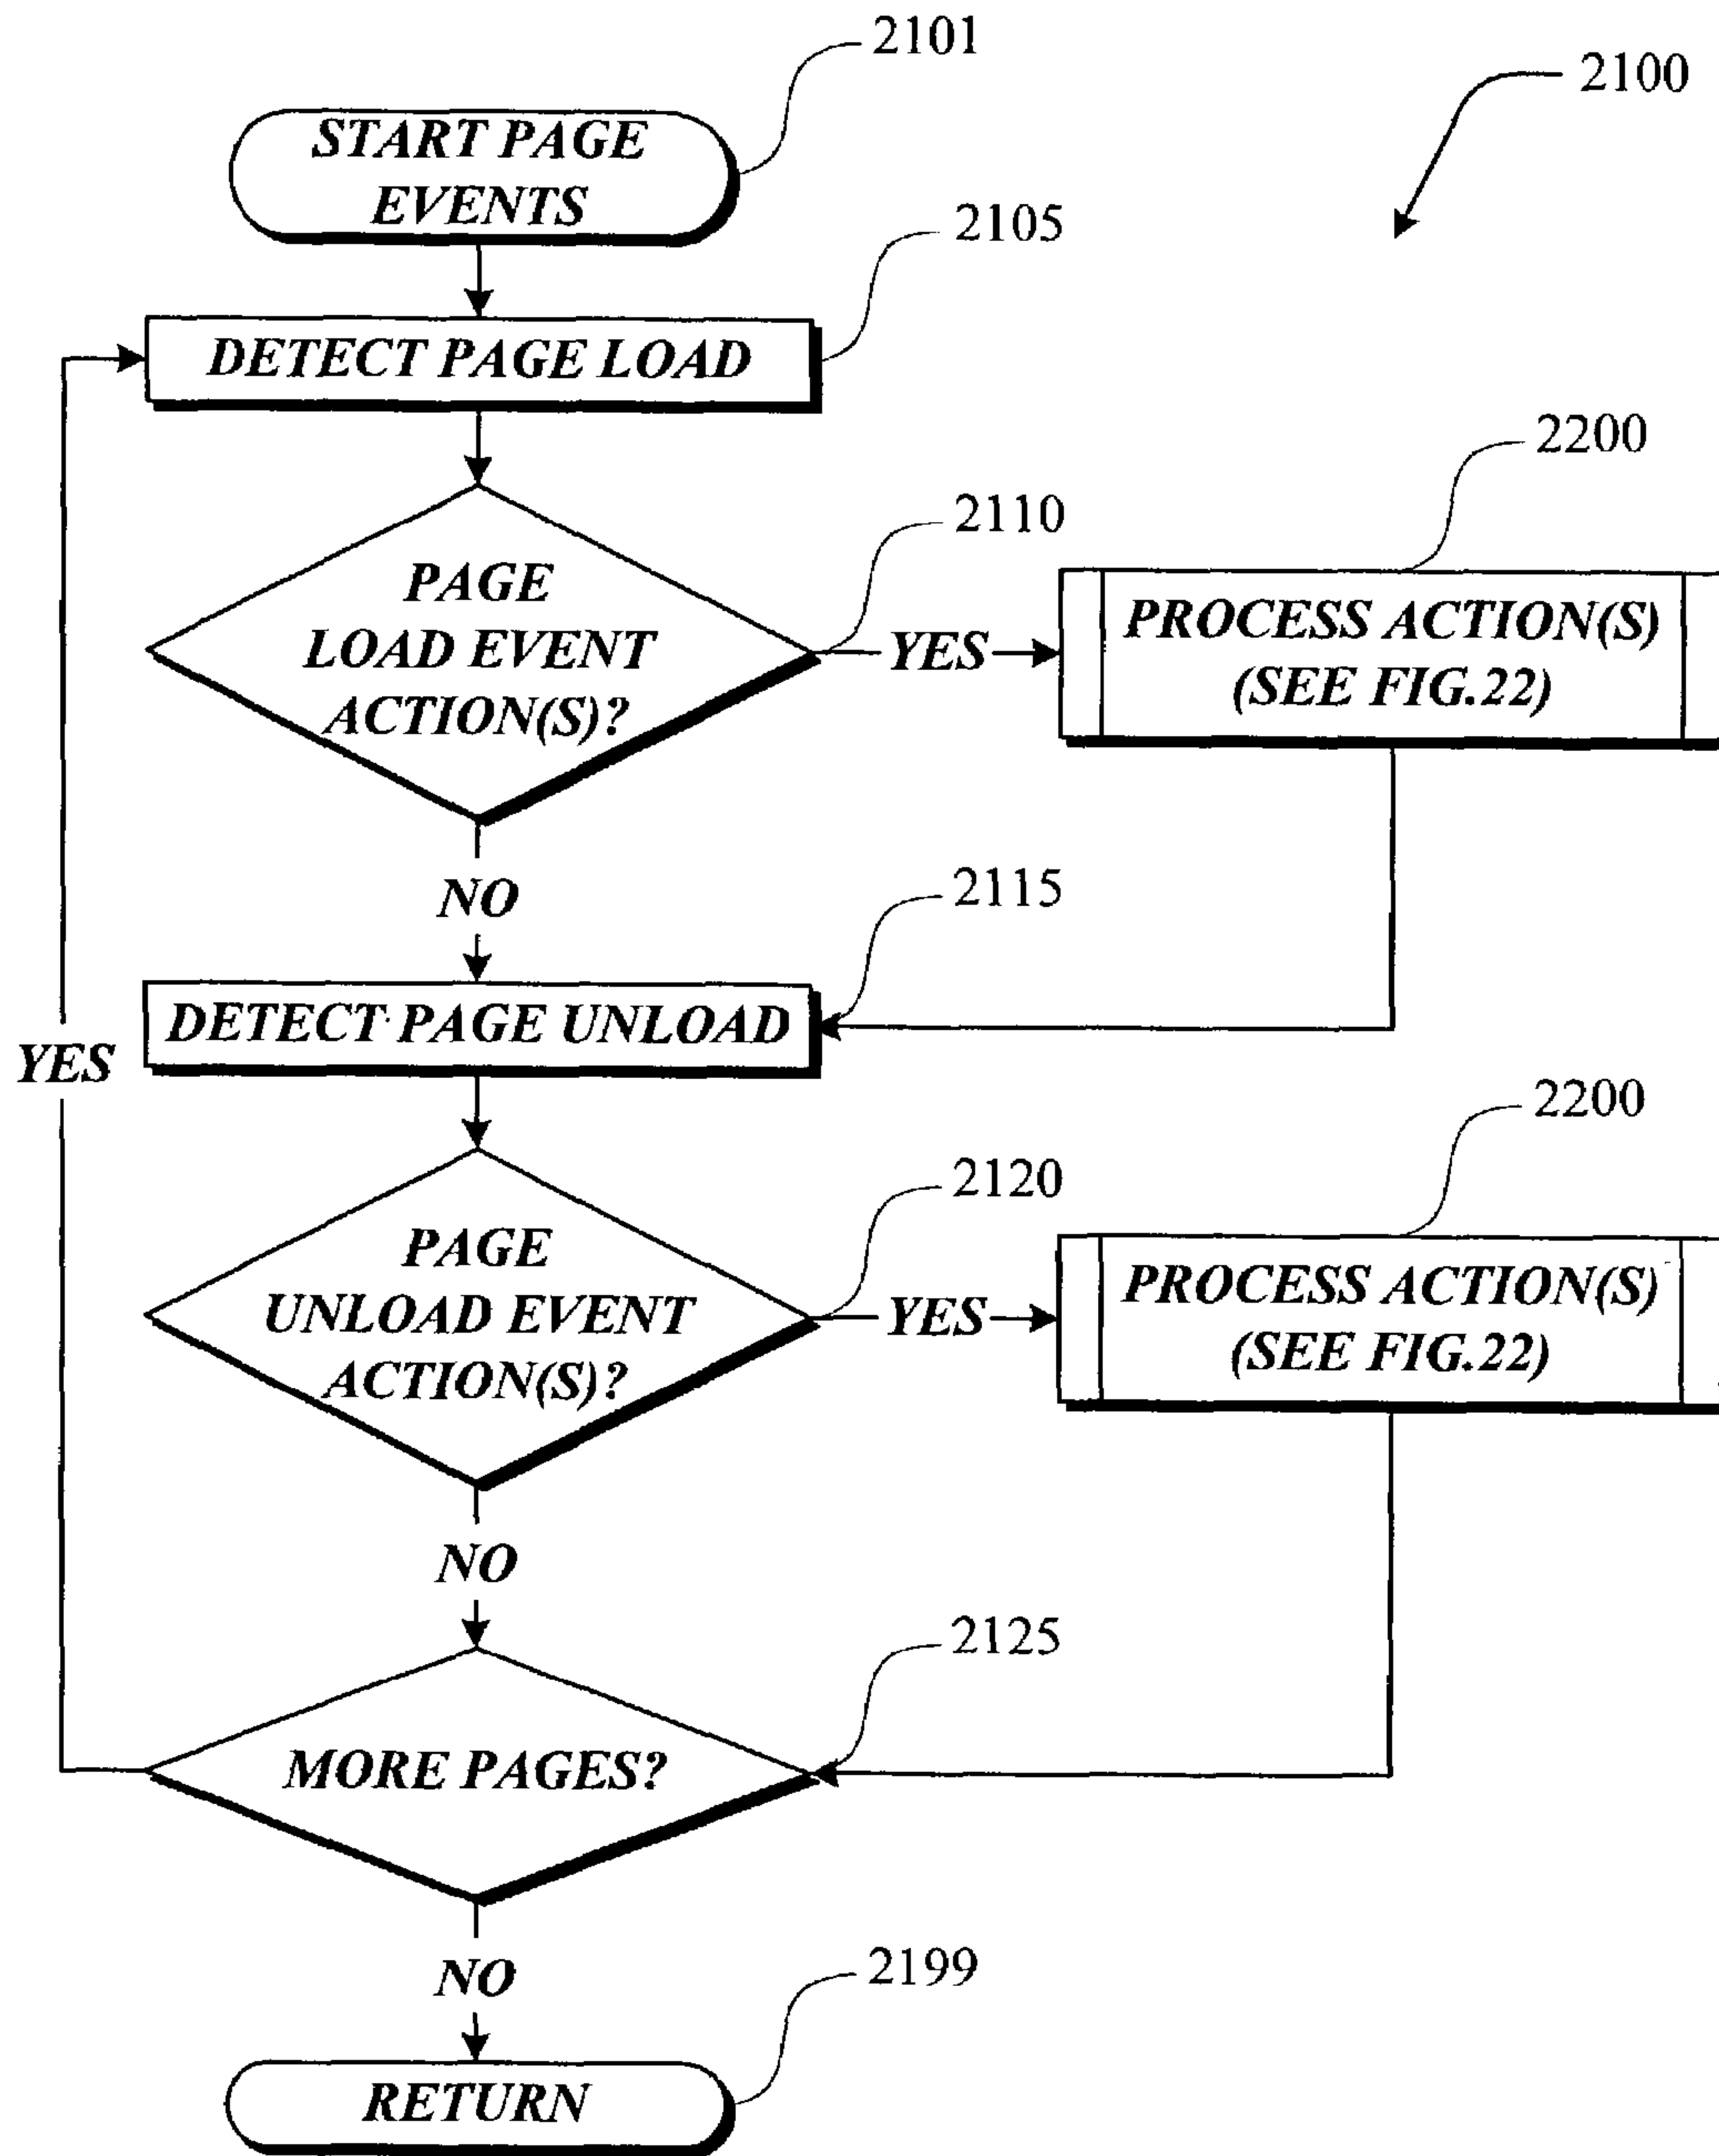 2101
2100
START PAGE
EVENTS
2105
DETECT PAGE LOAD
2200
2110
PAGE
LOAD EVENT
ACTION(S)?
YES
PROCESS ACTION(S)
(SEE FIG.22)
NO
2115
DETECT PAGE UNLOAD
YES
2200
2120
PAGE
UNLOAD EVENT
ACTION(S)?
YES
PROCESS ACTION(S)
(SEE FIG.22)
NO
2125
MORE PAGES?
NO
2199
RETURN